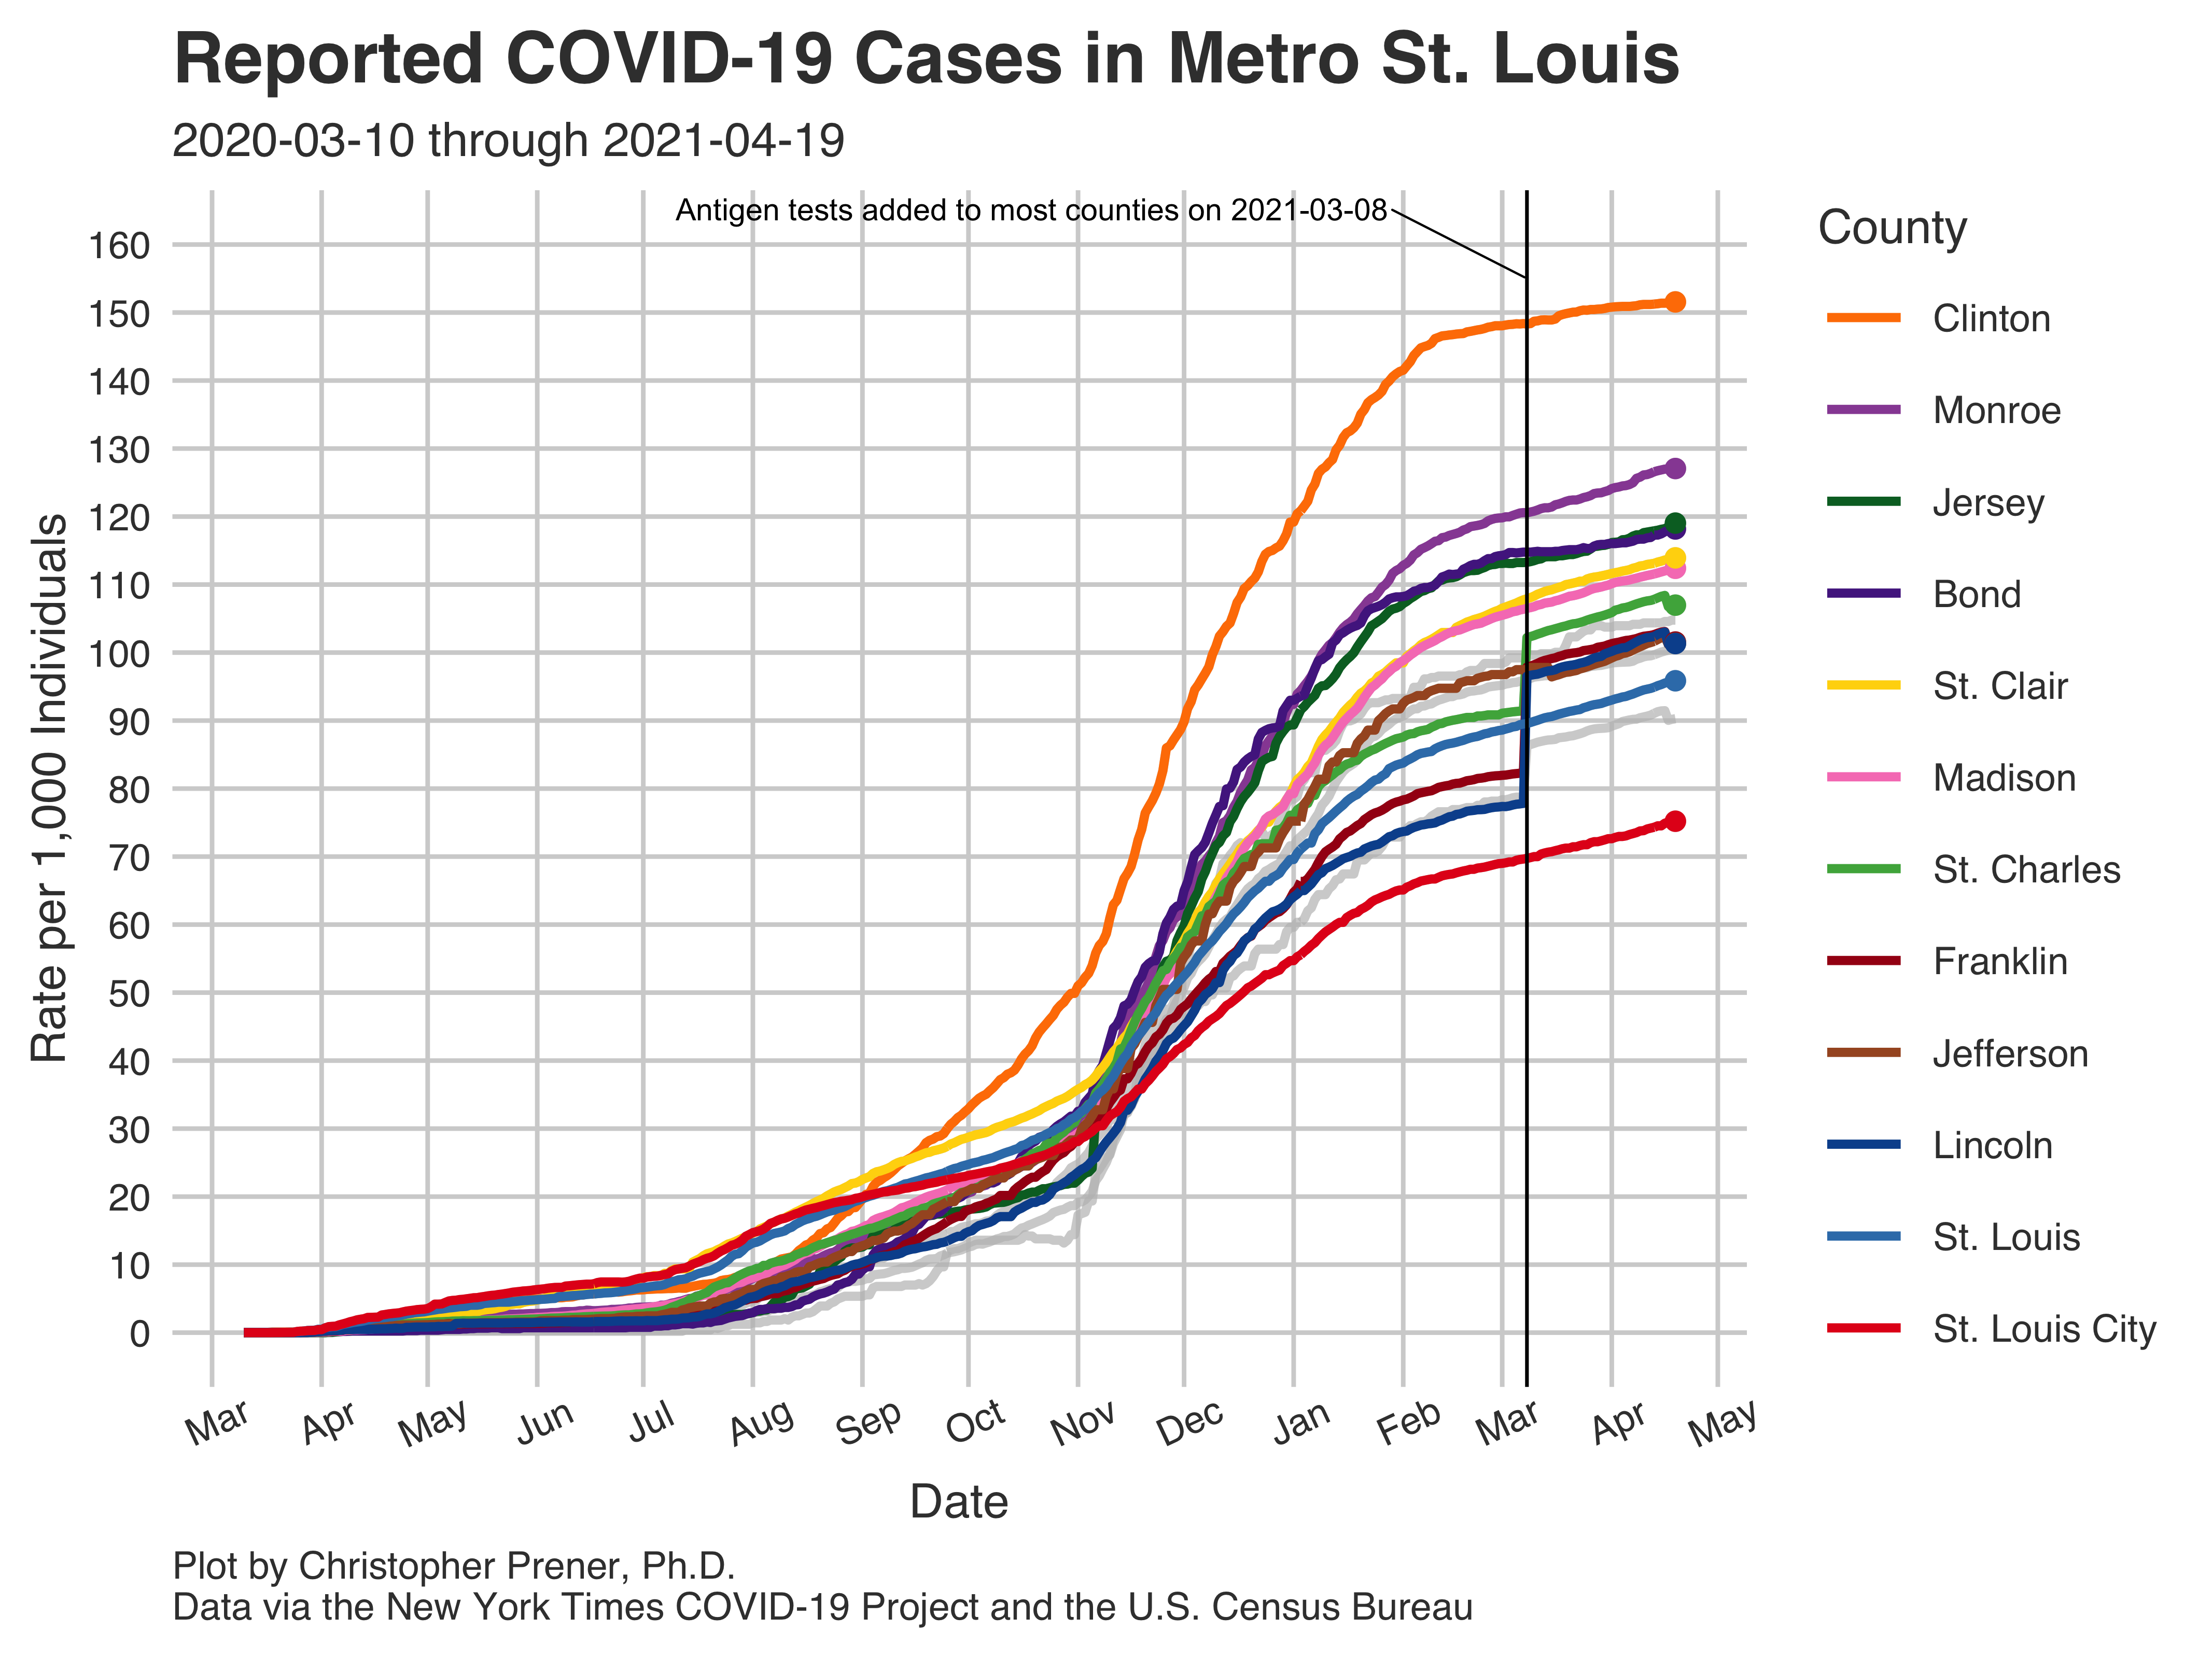 Reported COVID-19 Cases in Metro St. Louis
2020-03-10 through 2021-04-19
Antigen tests added to most counties on 2021-03-08
160
150
140
130
120
110
100
90
80
70
60
50
40
30
20
10
0
Rate per 1,000 Individuals
Mar Apr May Jun Jul Aug Sep Oct Nov Dec Jan Feb Mar Apr May
Date
County
Clinton
Monroe
Jersey
Bond
St. Clair
Madison
St. Charles
Franklin
Jefferson
Lincoln
St. Louis
St. Louis City
Plot by Christopher Prener, Ph.D.
Data via the New York Times COVID-19 Project and the U.S. Census Bureau